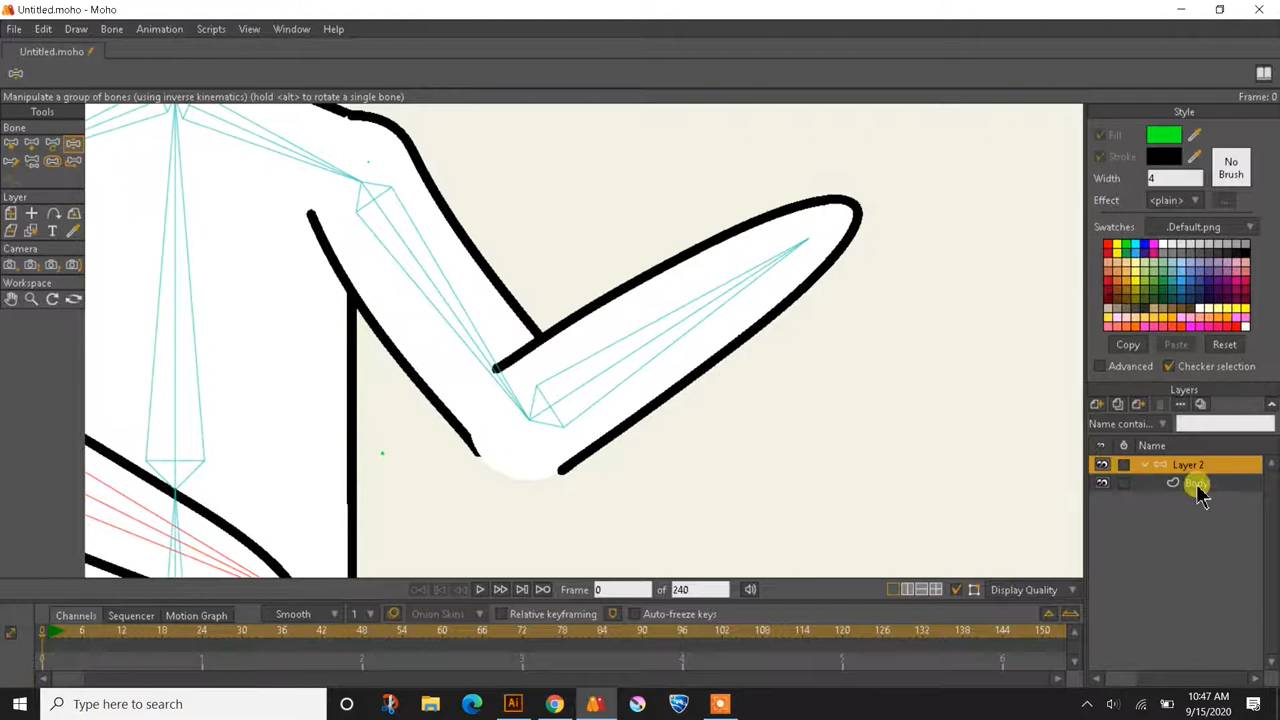 Untitled.moho - Moho
File Edit Draw Bone Animation Scripts View Window Help
Untitled.moho
Manipulate a group of bones (using inverse kinematics) (hold <alt> to rotate a single bone) Frame: 0
Tools
Bone
Layer
Camera
Workspace
Style
Fill
Stroke
No Brush
Width 4
Effect <plain> ...
Swatches .Default.png
Copy Paste Reset
Advanced Checker selection
Layers
Name contai...
Name
Layer 2
Body
Frame 0 of 240 Display Quality
Channels Sequencer Motion Graph Smooth 1 Onion Skins Relative keyframing Auto-freeze keys
0 6 12 18 24 30 36 42 48 54 60 66 72 78 84 90 96 102 108 114 120 126 132 138 144 150
0 1 2 3 4 5 6
Type here to search
Ai
10:47 AM
9/15/2020